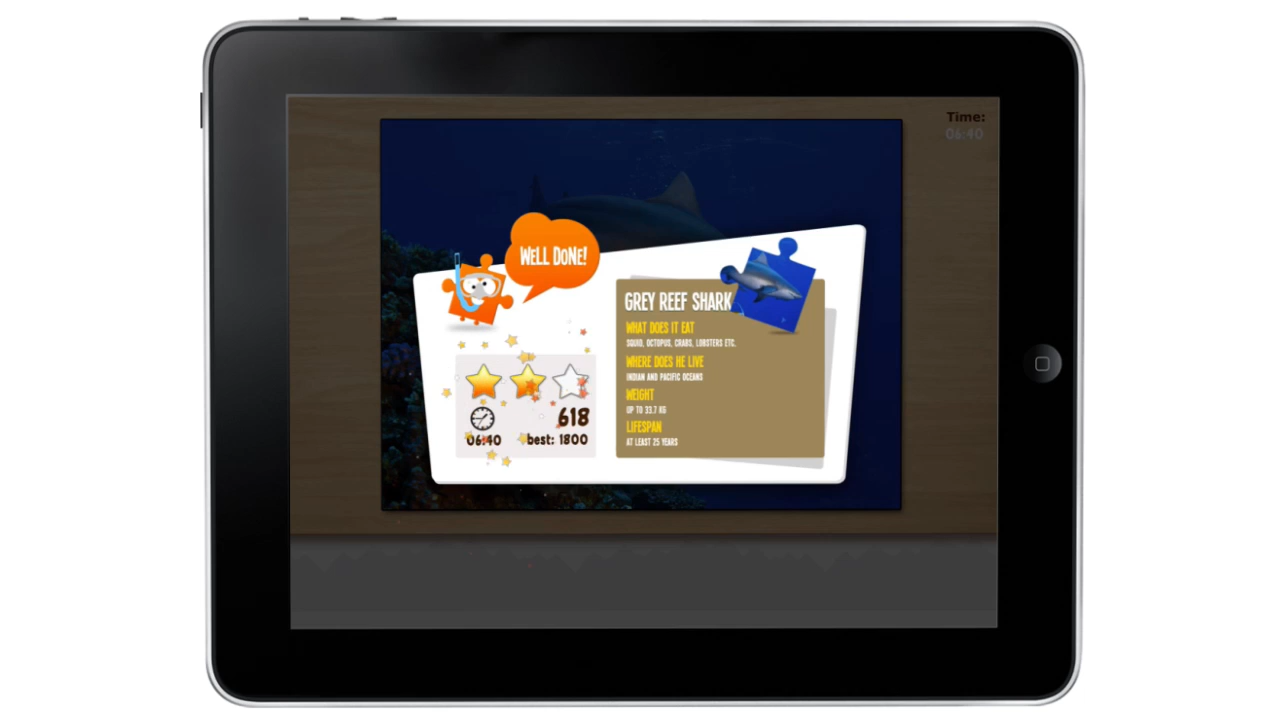 Time:
06:40
WELL DONE!
GREY REEF SHARK
WHAT DOES IT EAT
SQUID, OCTOPUS, CRABS, LOBSTERS ETC.
WHERE DOES HE LIVE
INDIAN AND PACIFIC OCEANS
WEIGHT
UP TO 33.7 KG
LIFESPAN
AT LEAST 25 YEARS
618
06:40 best: 1800